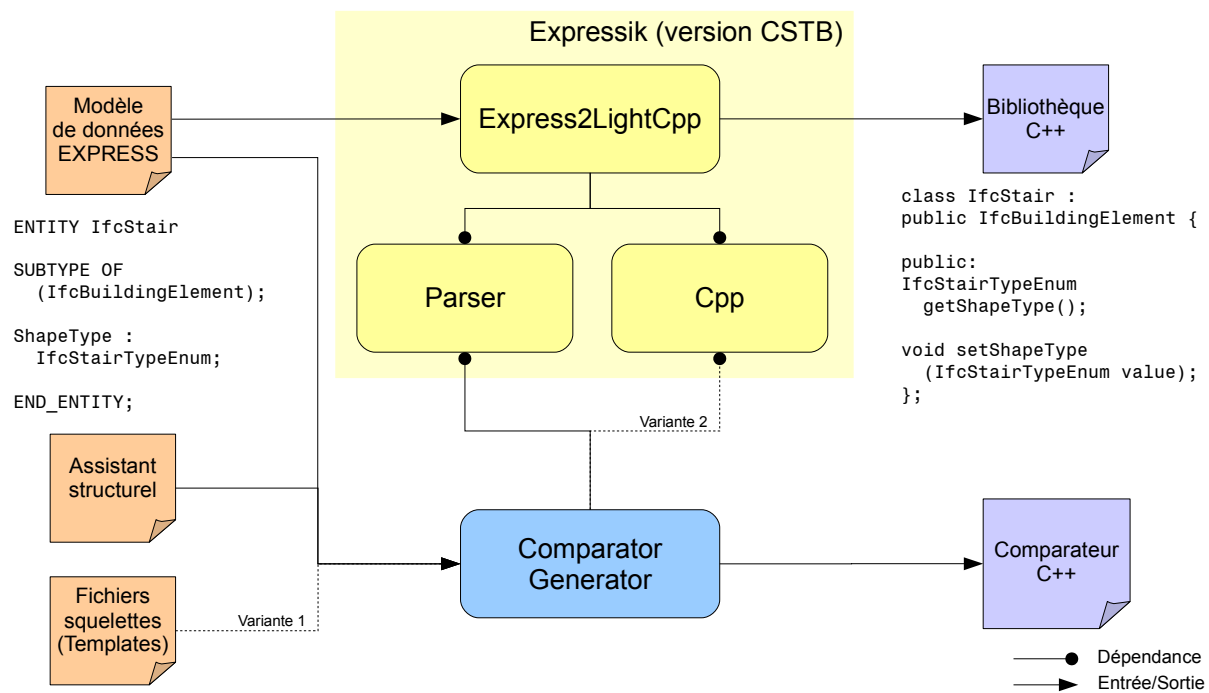 Expressik (version CSTB)
Modèle
de données
EXPRESS
Express2LightCpp
Bibliothèque
C++
ENTITY IfcStair
SUBTYPE OF
(IfcBuildingElement);
ShapeType :
IfcStairTypeEnum;
END_ENTITY;
Parser
Cpp
class IfcStair :
public IfcBuildingElement {
public:
IfcStairTypeEnum
getShapeType();
void setShapeType
(IfcStairTypeEnum value);
};
Variante 2
Assistant
structurel
Comparator
Generator
Comparateur
C++
Fichiers
squelettes
(Templates)
Variante 1
Dépendance
Entrée/Sortie